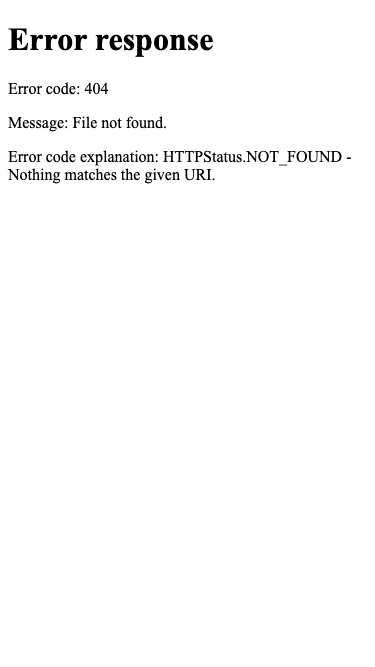 Error response
Error code: 404
Message: File not found.
Error code explanation: HTTPStatus.NOT_FOUND -
Nothing matches the given URI.